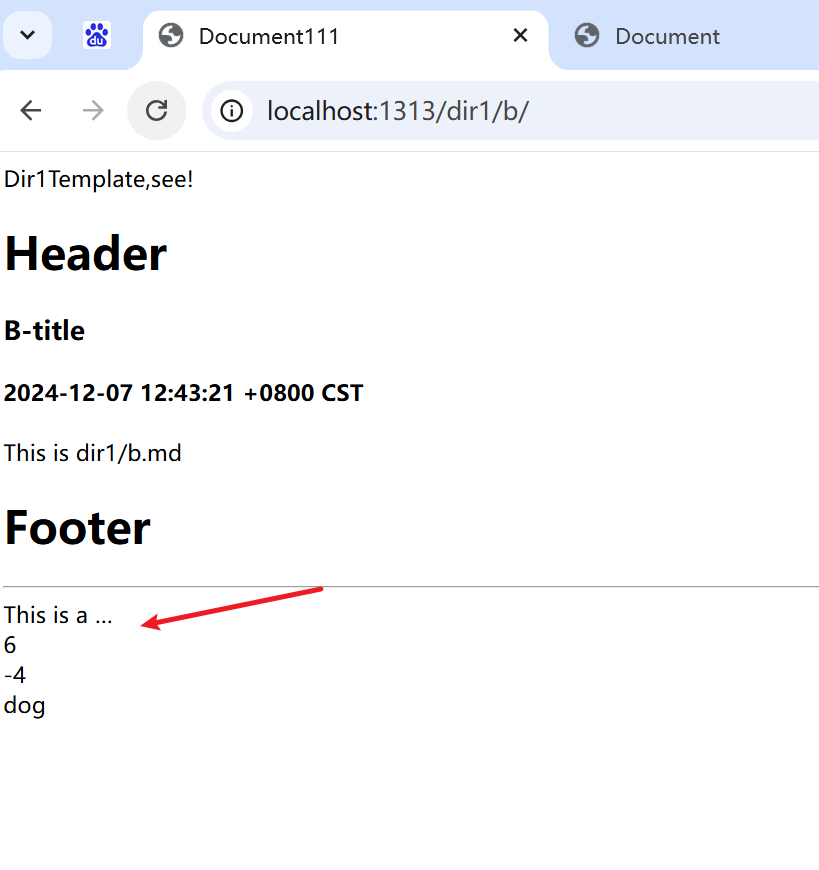 du
Document111
Document
localhost:1313/dir1/b/
Dir1Template,see!
Header
B-title
2024-12-07 12:43:21 +0800 CST
This is dir1/b.md
Footer
This is a ...
6
-4
dog